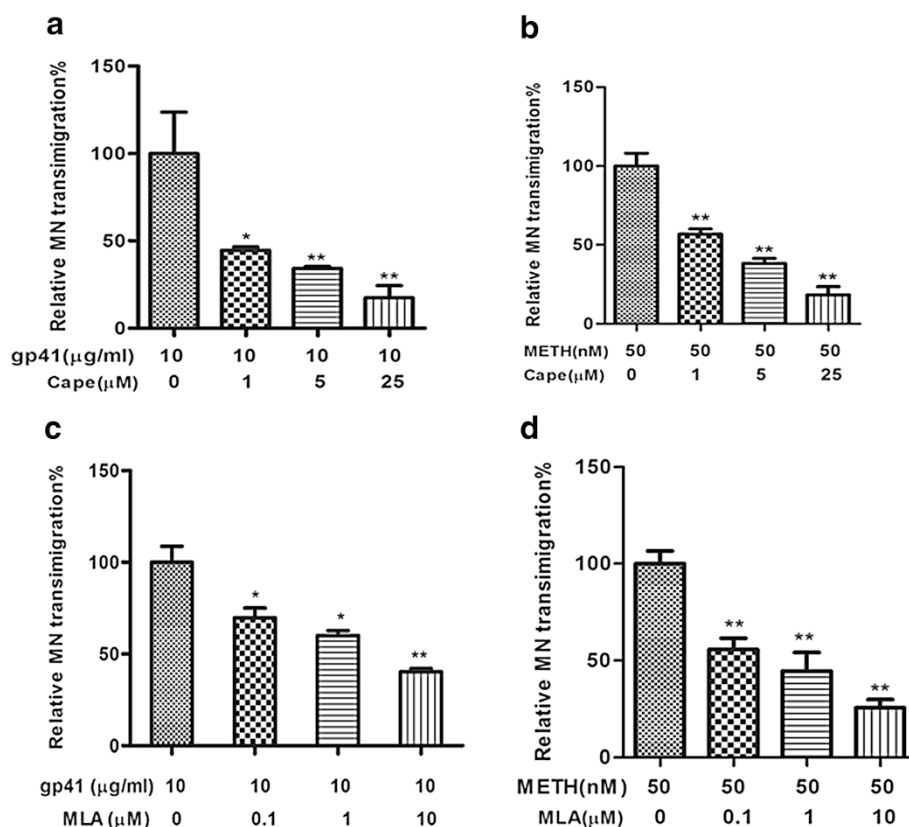 a
Relative MN transimigration%
150
100
50
0
*
**
**
gp41(μg/ml) 10 10 10 10
Cape(μM) 0 1 5 25
b
Relative MN transimigration%
150
100
50
0
**
**
**
METH(nM) 50 50 50 50
Cape(μM) 0 1 5 25
c
Relative MN transimigration%
150
100
50
0
*
*
**
gp41 (μg/ml) 10 10 10 10
MLA(μM) 0 0.1 1 10
d
Relative MN transimigration%
150
100
50
0
**
**
**
METH(nM) 50 50 50 50
MLA(μM) 0 0.1 1 10